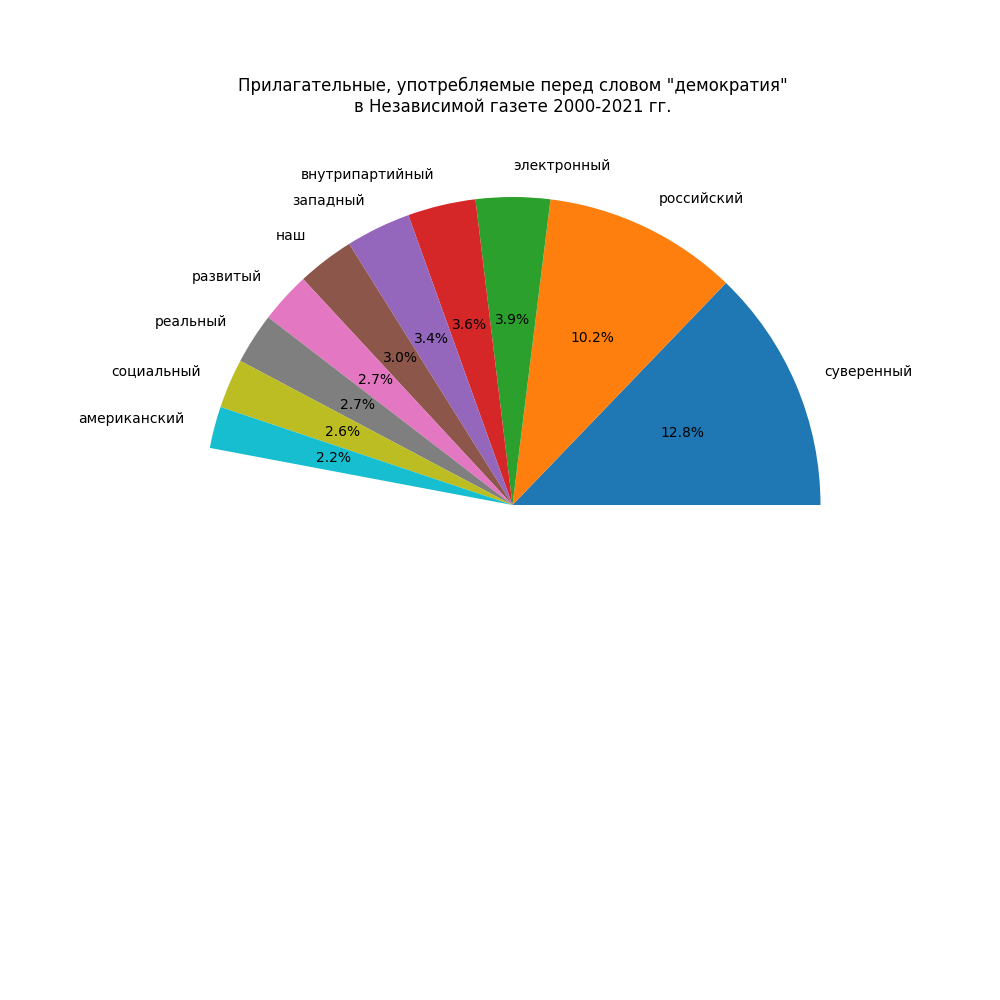 Прилагательные, употребляемые перед словом "демократия"
в Независимой газете 2000-2021 гг.
электронный
внутрипартийный
российский
западный
наш
развитый
реальный
суверенный
социальный
американский
3.9%
3.6%
10.2%
3.4%
3.0%
2.7%
2.7%
2.6%
12.8%
2.2%